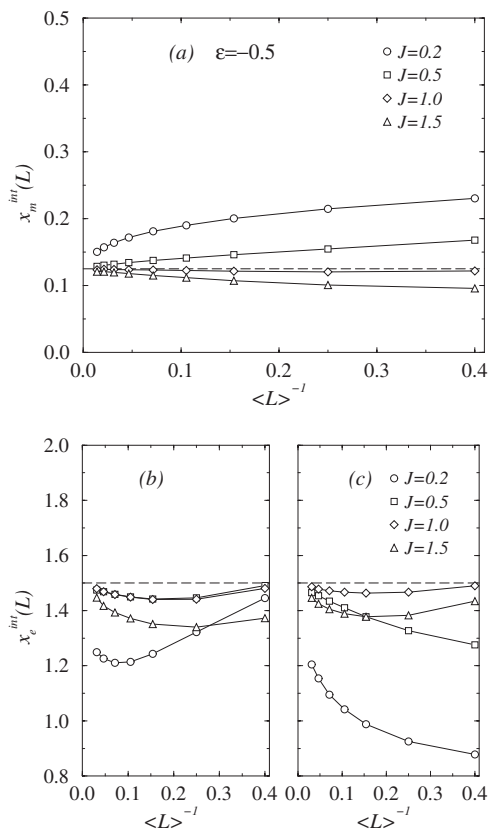 0.5
(a) ε=−0.5
J=0.2
J=0.5
J=1.0
J=1.5
0.4
0.3
x_m^int(L)
0.2
0.1
0.0
0.0 0.1 0.2 0.3 0.4
<L>^-1
2.0
(b) (c)
J=0.2
J=0.5
J=1.0
J=1.5
1.8
1.6
x_e^int(L)
1.4
1.2
1.0
0.8
0.0 0.1 0.2 0.3 0.4 0.0 0.1 0.2 0.3 0.4
<L>^-1 <L>^-1